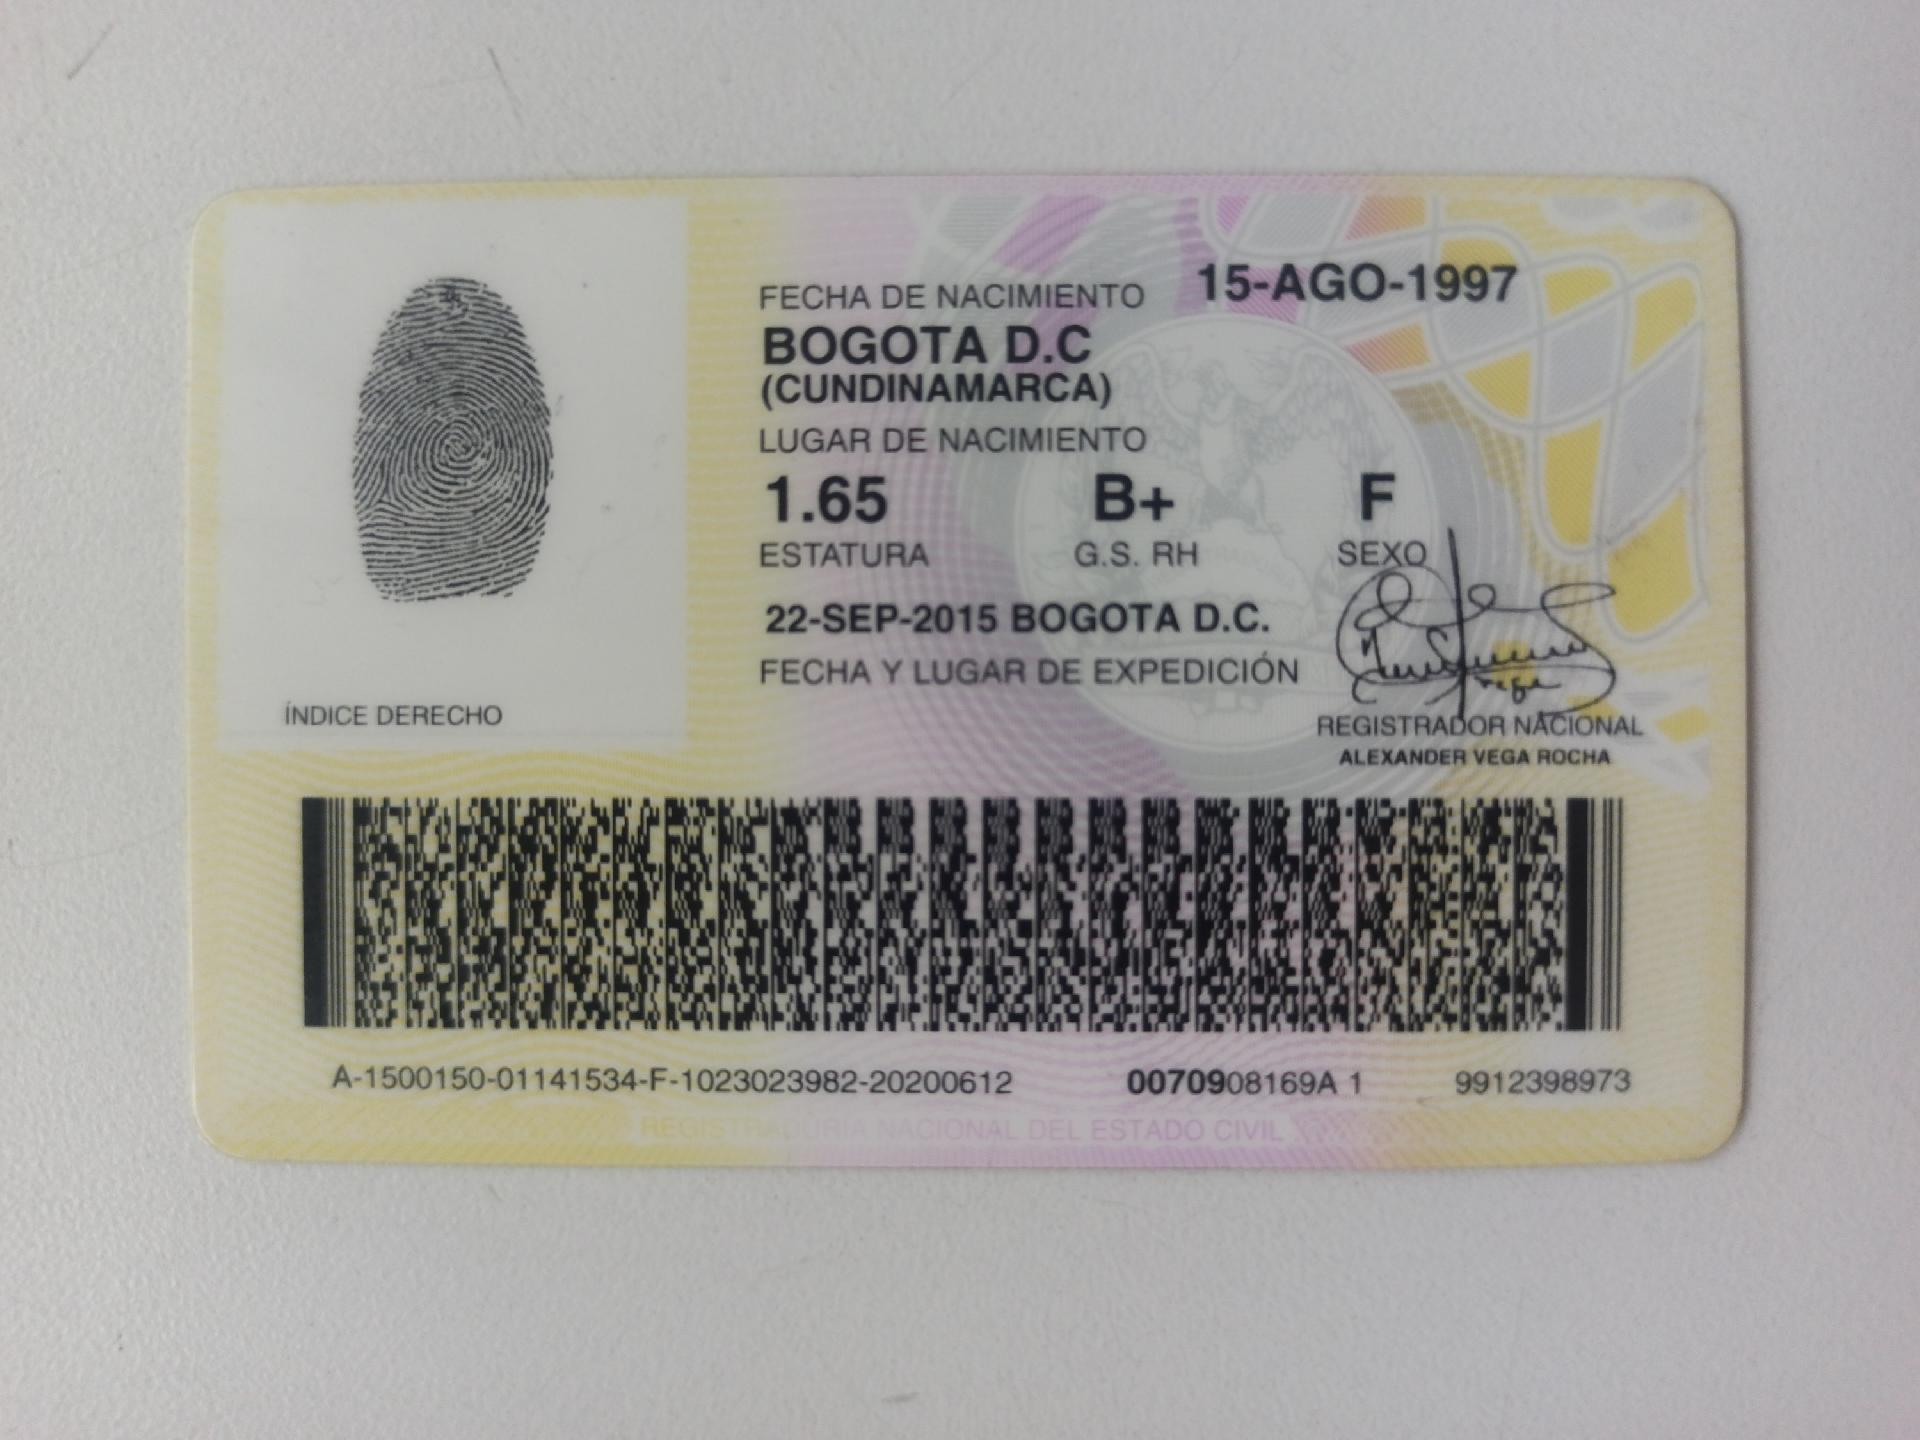 FECHA DE NACIMIENTO 15-AGO-1997
BOGOTA D.C
(CUNDINAMARCA)
LUGAR DE NACIMIENTO
1.65 B+ F
ESTATURA G.S. RH SEXO
22-SEP-2015 BOGOTA D.C.
FECHA Y LUGAR DE EXPEDICIÓN
ÍNDICE DERECHO
REGISTRADOR NACIONAL
ALEXANDER VEGA ROCHA
A-1500150-01141534-F-1023023982-20200612 0070908169A 1 9912398973
REGISTRADURIA NACIONAL DEL ESTADO CIVIL